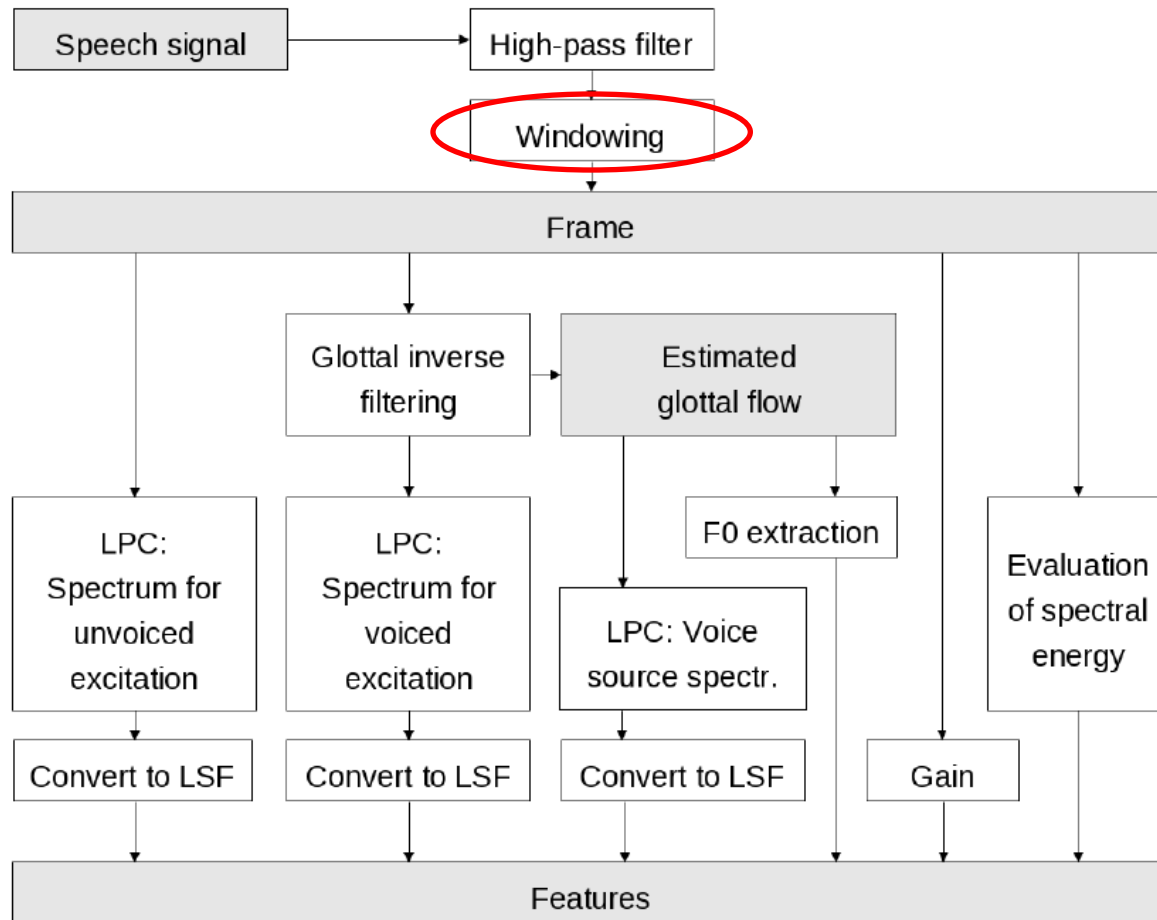 Speech signal
High-pass filter
Windowing
Frame
Glottal inverse
filtering
Estimated
glottal flow
LPC:
Spectrum for
unvoiced
excitation
LPC:
Spectrum for
voiced
excitation
F0 extraction
LPC: Voice
source spectr.
Evaluation
of spectral
energy
Convert to LSF
Convert to LSF
Convert to LSF
Gain
Features